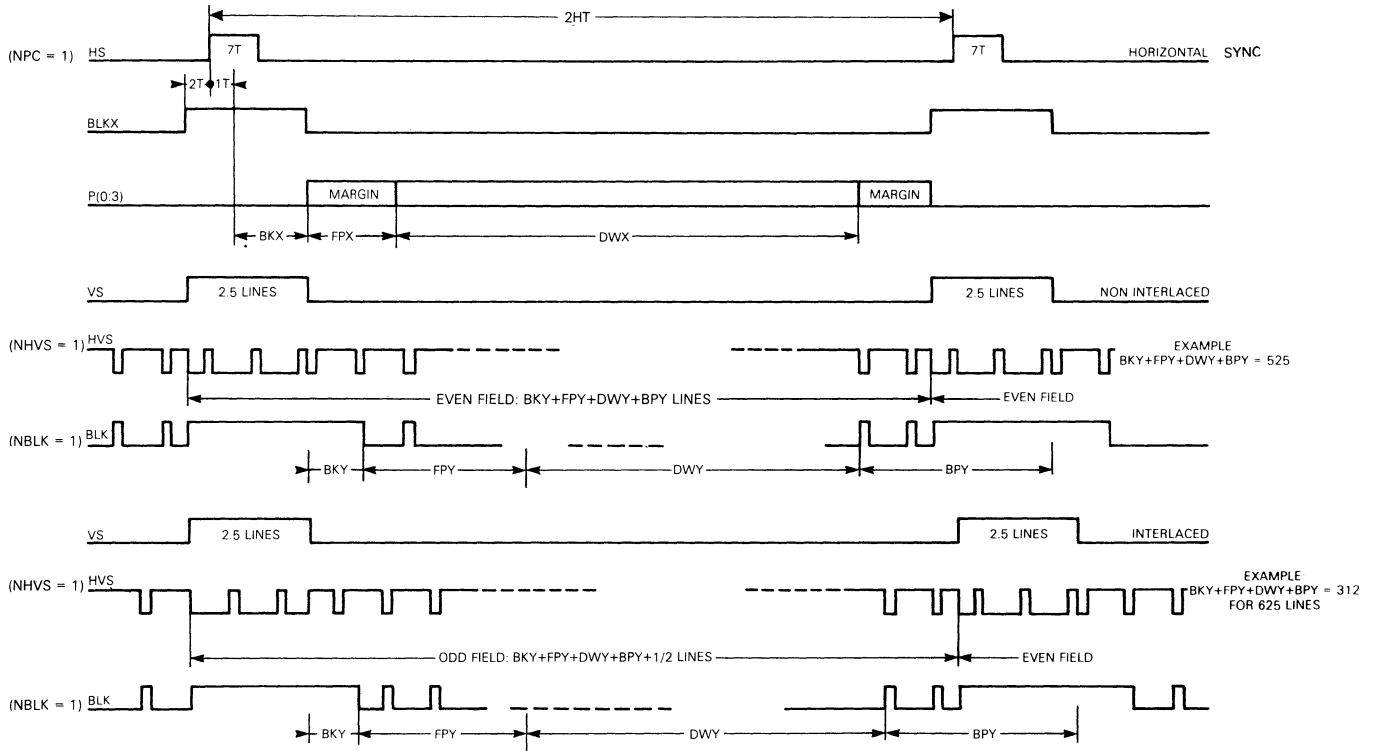 2HT
(NPC = 1) HS 7T 7T HORIZONTAL SYNC
2T 1T
BLKX
P(0:3) MARGIN MARGIN
BKX FPX DWX
VS 2.5 LINES 2.5 LINES NON INTERLACED
(NHVS = 1) HVS
EXAMPLE
BKY+FPY+DWY+BPY = 525
EVEN FIELD: BKY+FPY+DWY+BPY LINES EVEN FIELD
(NBLK = 1) BLK
BKY FPY DWY BPY
VS 2.5 LINES 2.5 LINES INTERLACED
(NHVS = 1) HVS
EXAMPLE
BKY+FPY+DWY+BPY = 312
FOR 625 LINES
ODD FIELD: BKY+FPY+DWY+BPY+1/2 LINES EVEN FIELD
(NBLK = 1) BLK
BKY FPY DWY BPY